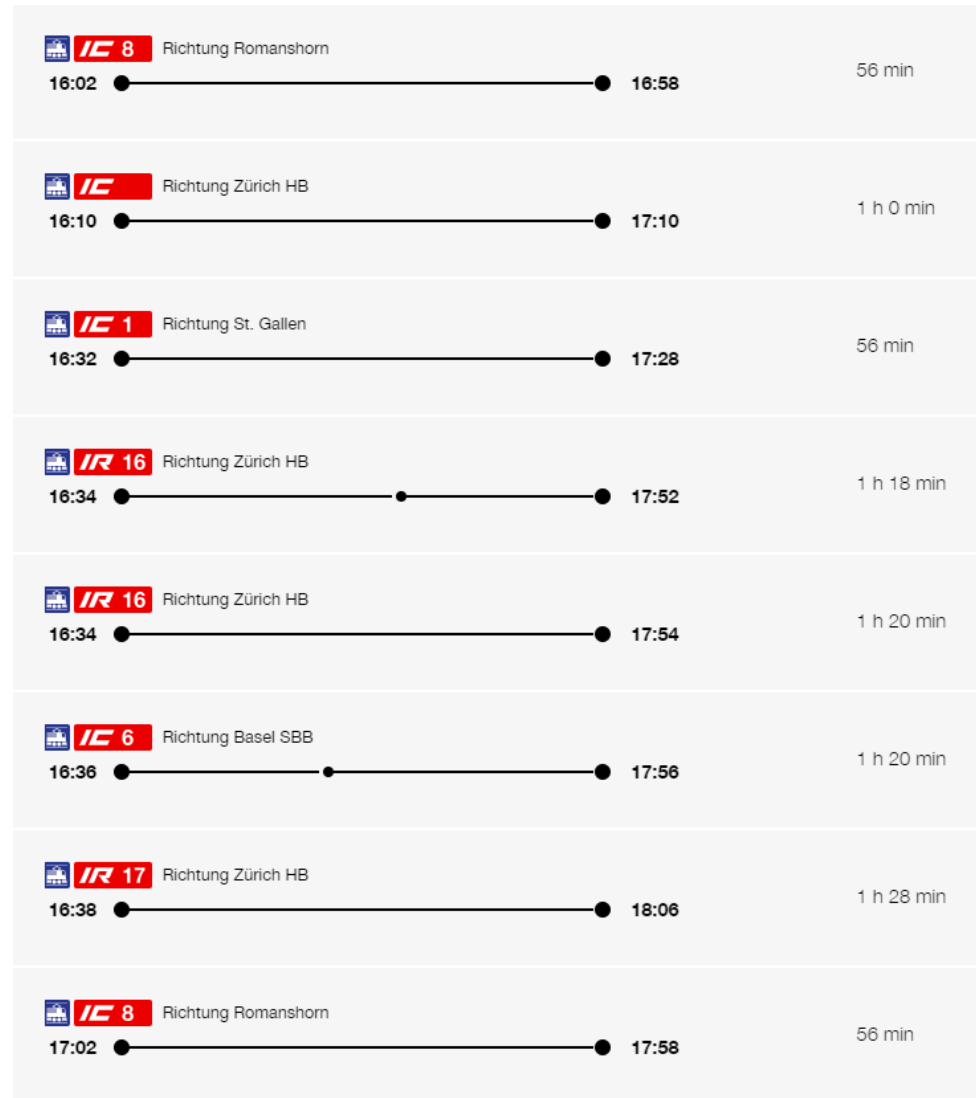 IC 8 Richtung Romanshorn
16:02 16:58 56 min
IC Richtung Zürich HB
16:10 17:10 1 h 0 min
IC 1 Richtung St. Gallen
16:32 17:28 56 min
IR 16 Richtung Zürich HB
16:34 17:52 1 h 18 min
IR 16 Richtung Zürich HB
16:34 17:54 1 h 20 min
IC 6 Richtung Basel SBB
16:36 17:56 1 h 20 min
IR 17 Richtung Zürich HB
16:38 18:06 1 h 28 min
IC 8 Richtung Romanshorn
17:02 17:58 56 min